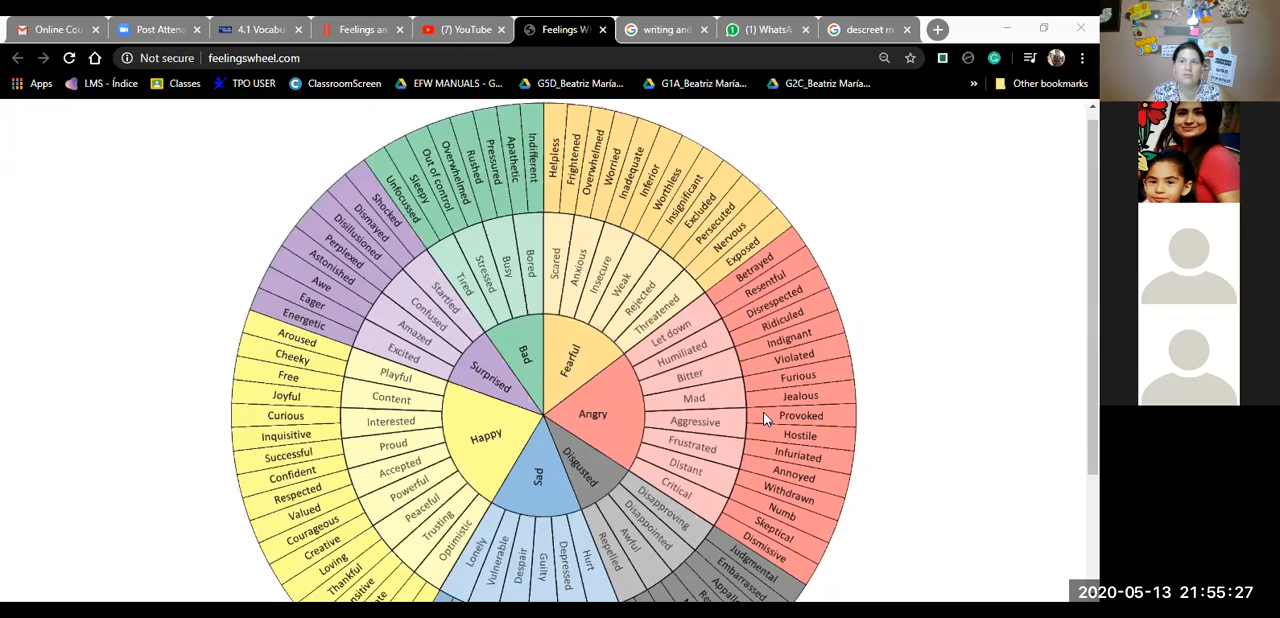 Online Cou
Post Attend
4.1 Vocabul
Feelings an
(7) YouTube
Feelings W
writing and
(1) WhatsA
descreet m
Not secure
feelingswheel.com
Apps
LMS - Índice
Classes
TPO USER
ClassroomScreen
EFW MANUALS - G...
G5D_Beatriz María...
G1A_Beatriz María...
G2C_Beatriz María...
»
Other bookmarks
Bad
Tired
Unfocussed
Sleepy
Stressed
Out of control
Overwhelmed
Busy
Rushed
Pressured
Bored
Apathetic
Indifferent
Fearful
Scared
Helpless
Frightened
Anxious
Overwhelmed
Worried
Insecure
Inadequate
Inferior
Weak
Worthless
Insignificant
Rejected
Excluded
Persecuted
Threatened
Nervous
Exposed
Angry
Let down
Betrayed
Resentful
Humiliated
Disrespected
Ridiculed
Bitter
Indignant
Violated
Mad
Furious
Jealous
Aggressive
Provoked
Hostile
Frustrated
Infuriated
Annoyed
Distant
Withdrawn
Numb
Critical
Skeptical
Dismissive
Disgusted
Disapproving
Judgmental
Embarrassed
Disappointed
Awful
Repelled
Sad
Hurt
Depressed
Guilty
Despair
Vulnerable
Lonely
Happy
Optimistic
Trusting
Peaceful
Thankful
Loving
Powerful
Creative
Courageous
Accepted
Valued
Respected
Proud
Confident
Successful
Interested
Inquisitive
Curious
Content
Joyful
Free
Playful
Cheeky
Aroused
Surprised
Excited
Energetic
Eager
Amazed
Awe
Astonished
Confused
Perplexed
Disillusioned
Startled
Dismayed
Shocked
2020-05-13 21:55:27